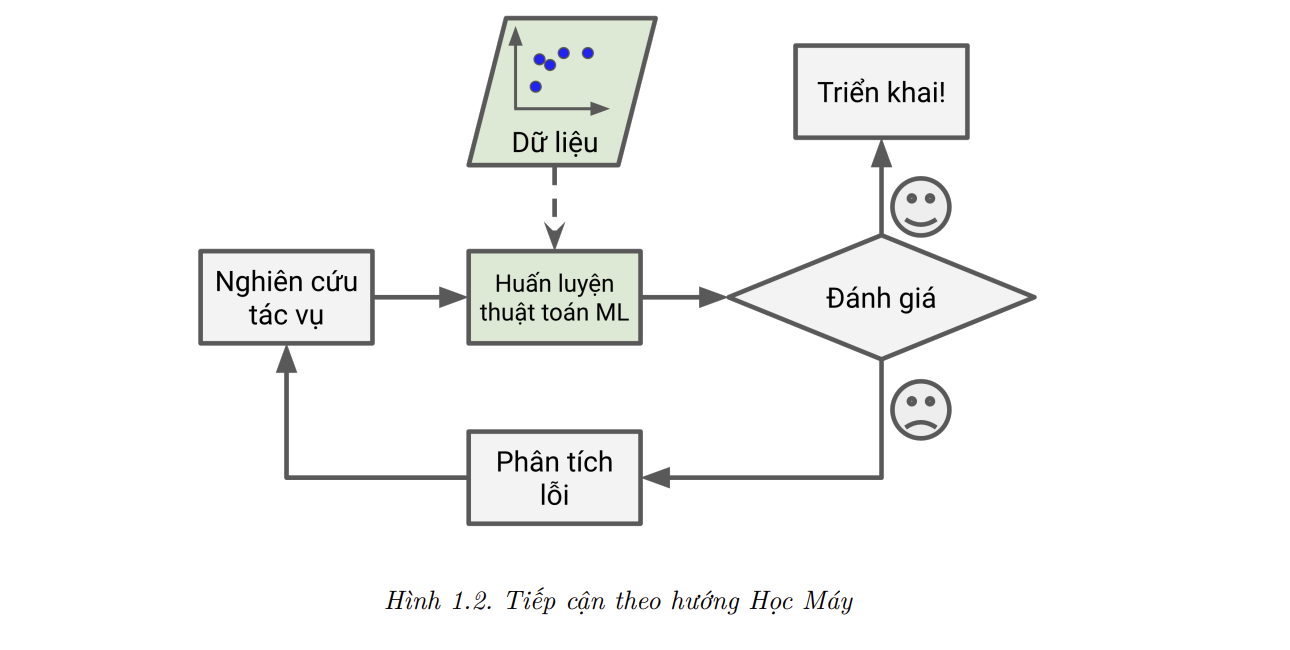 Dữ liệu
Triển khai!
Nghiên cứu
tác vụ
Huấn luyện
thuật toán ML
Đánh giá
Phân tích
lỗi
Hình 1.2. Tiếp cận theo hướng Học Máy